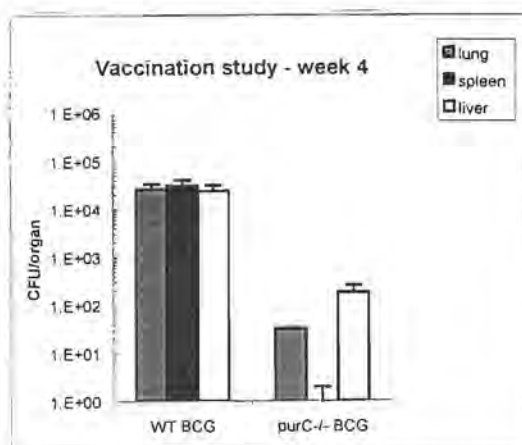 lung
spleen
liver
Vaccination study - week 4
1 E+06
1.E+05
1.E+04
1.E+03
1.E+02
1.E+01
1.E+00
CFU/organ
WT BCG
purC-/- BCG